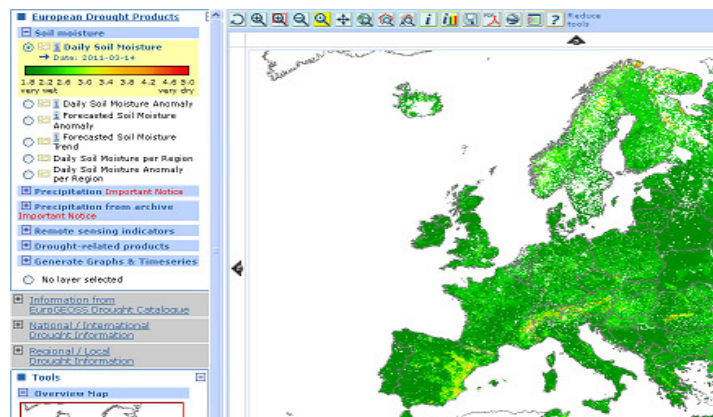 European Drought Products
Soil moisture
Daily Soil Moisture
Date: 2011-03-14
1.8 2.2 2.6 3.0 3.4 3.8 4.2 4.6 5.0
very wet very dry
Daily Soil Moisture Anomaly
Forecasted Soil Moisture
Anomaly
Forecasted Soil Moisture
Trend
Daily Soil Moisture per Region
Daily Soil Moisture Anomaly
per Region
Precipitation Important Notice
Precipitation from archive
Important Notice
Remote sensing indicators
Drought-related products
Generate Graphs & Timeseries
No layer selected
Information from
EuroGEOSS Drought Catalogue
National / International
Drought Information
Regional / Local
Drought Information
Tools
Overview Map
Reduce
tools